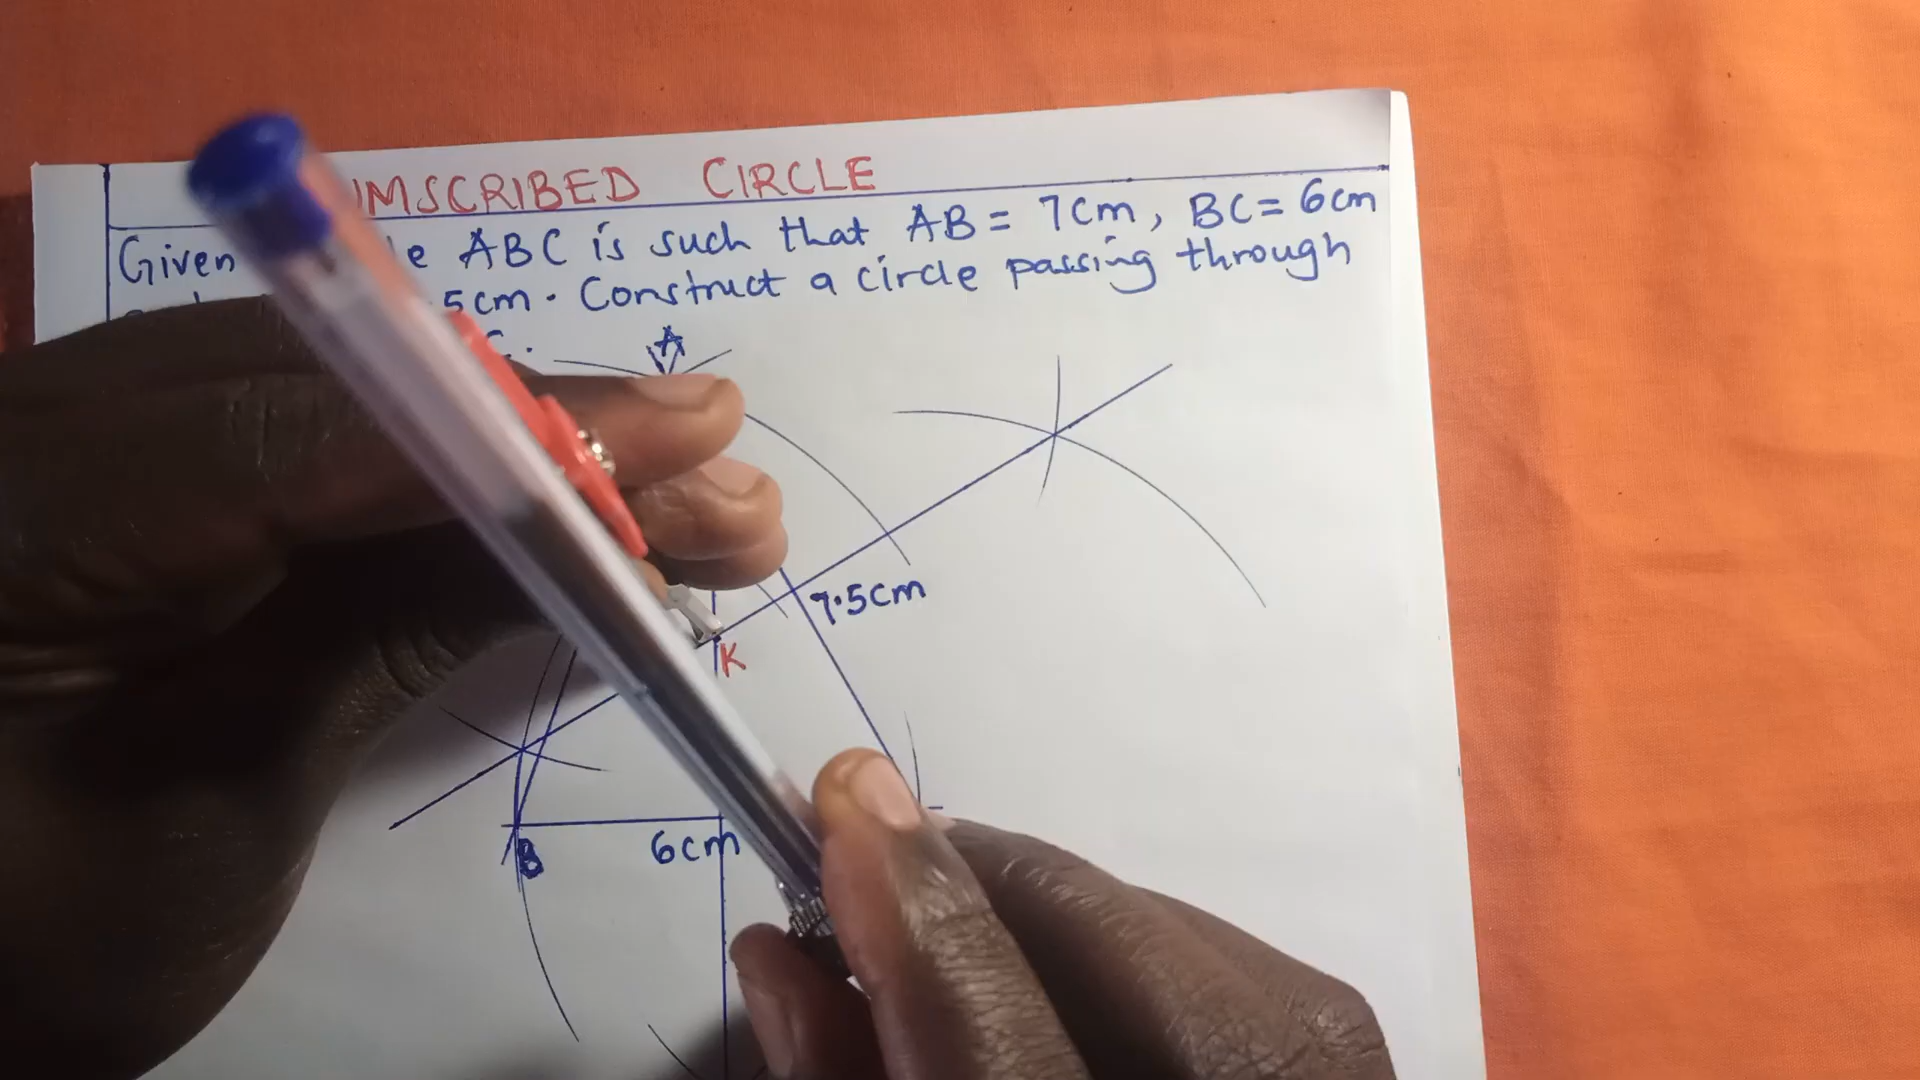 UMSCRIBED CIRCLE
Given e ABC is such that AB = 7cm, BC = 6cm
5cm. Construct a circle passing through
C.
A
7.5cm
K
6cm
B